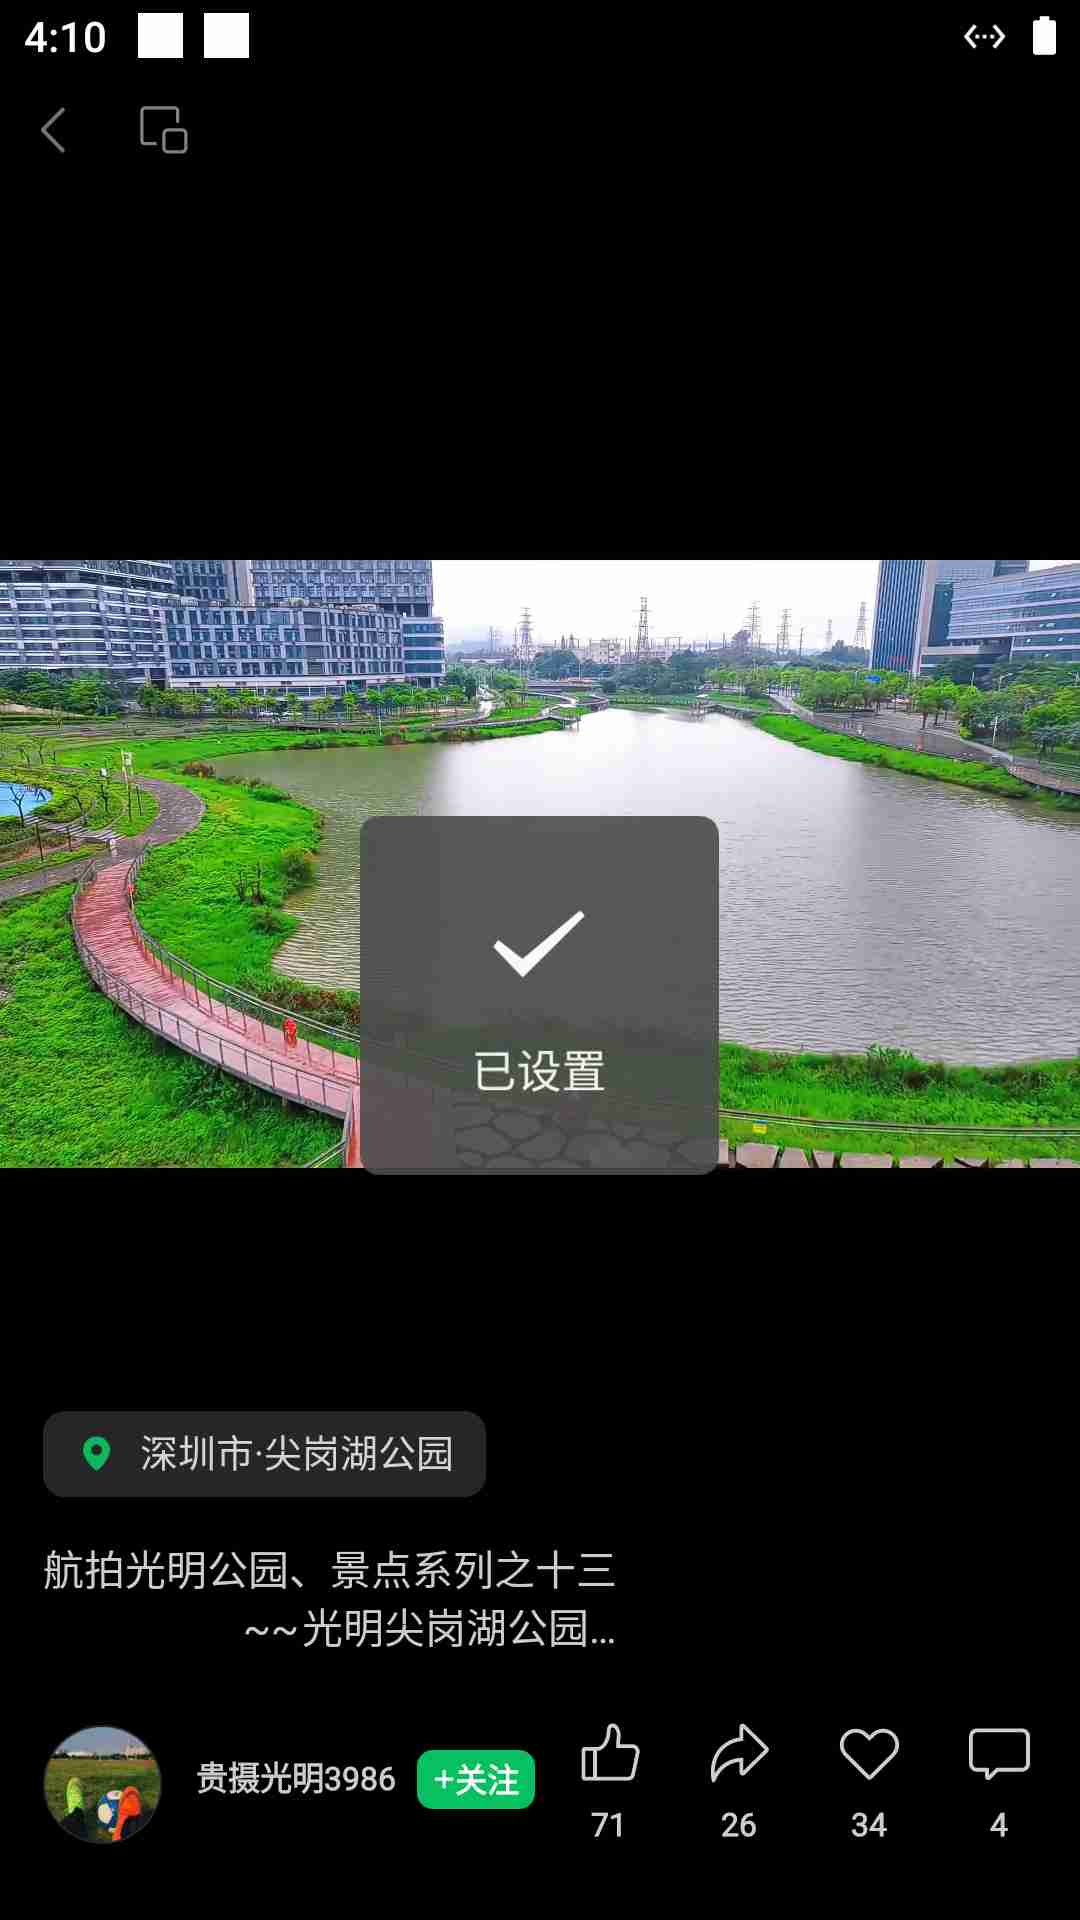 4:10
已设置
深圳市·尖岗湖公园
航拍光明公园、景点系列之十三
~~光明尖岗湖公园...
贵摄光明3986
+关注
71
26
34
4